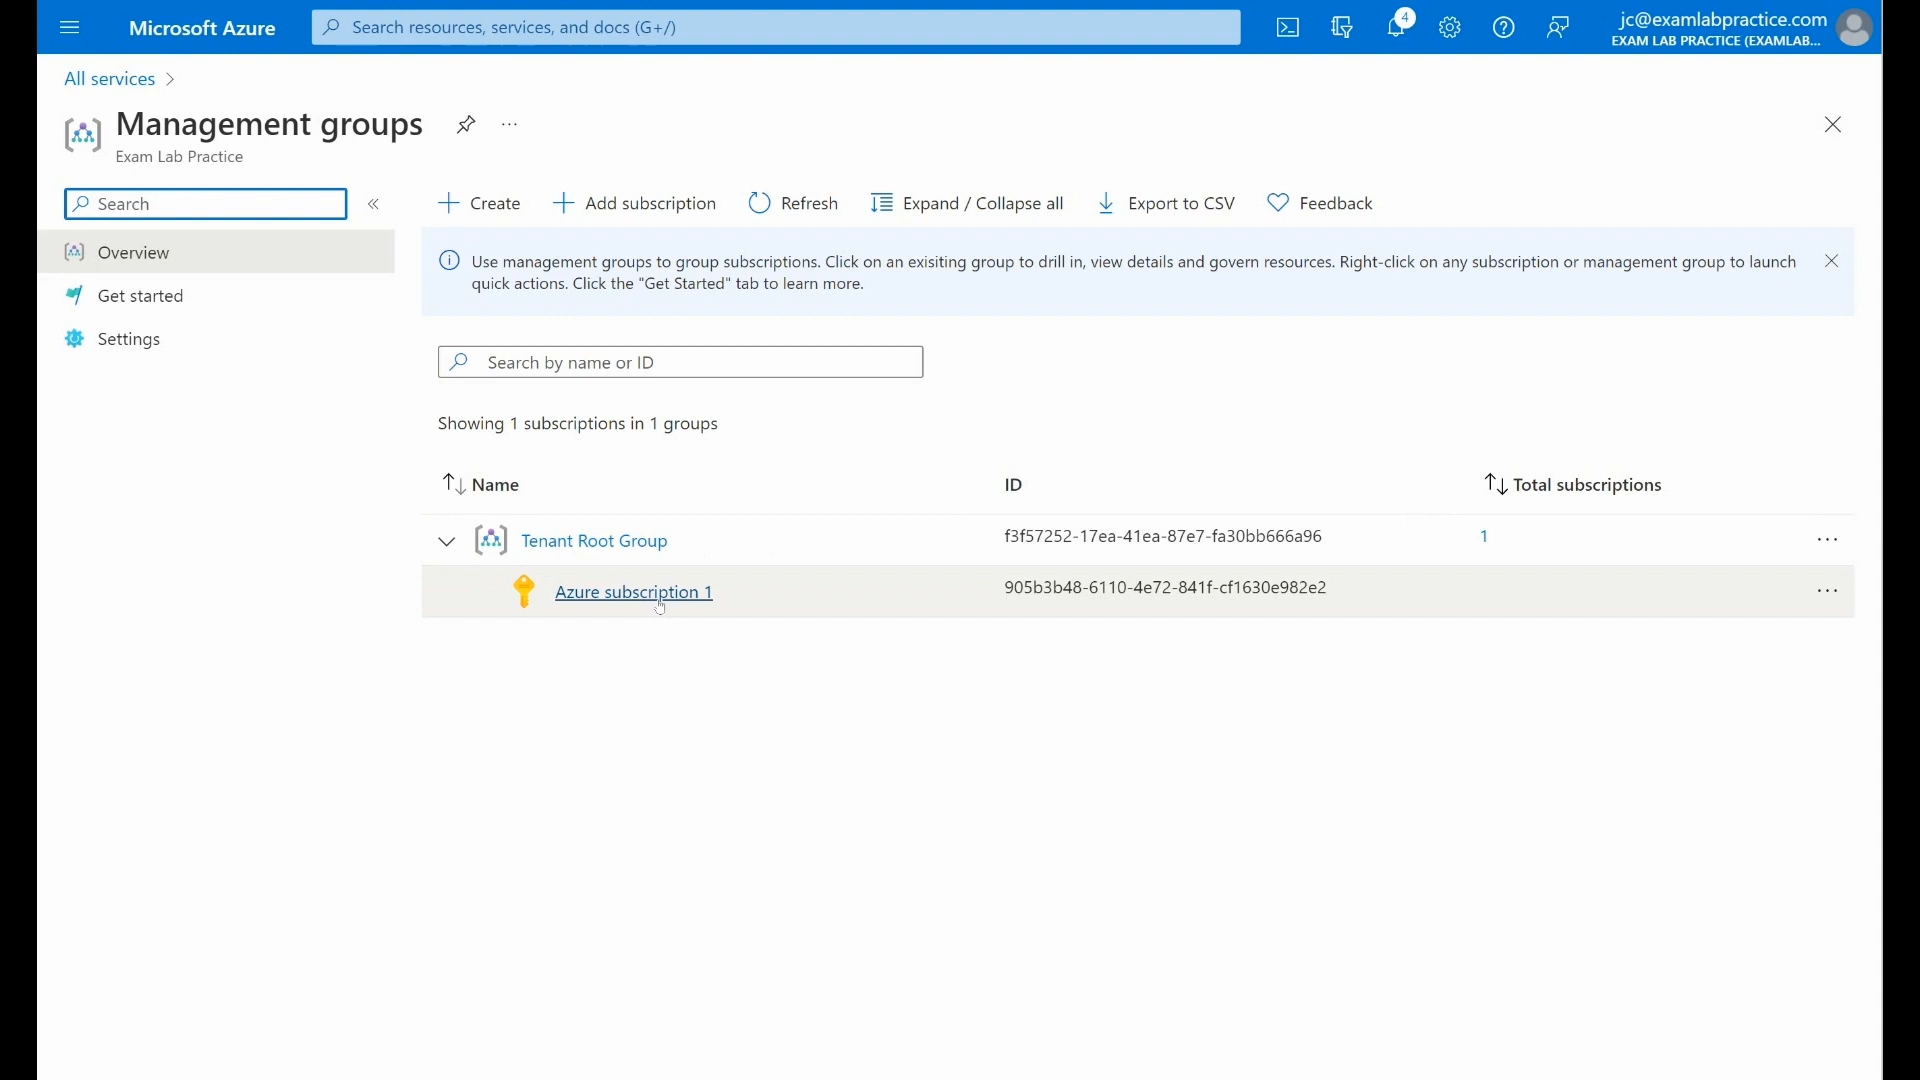 Microsoft Azure
Search resources, services, and docs (G+/)
4
jc@examlabpractice.com
EXAM LAB PRACTICE (EXAMLAB...
All services
Management groups
Exam Lab Practice
Search
Create
Add subscription
Refresh
Expand / Collapse all
Export to CSV
Feedback
Overview
Get started
Settings
Use management groups to group subscriptions. Click on an exisiting group to drill in, view details and govern resources. Right-click on any subscription or management group to launch
quick actions. Click the "Get Started" tab to learn more.
Search by name or ID
Showing 1 subscriptions in 1 groups
Name ID Total subscriptions
Tenant Root Group f3f57252-17ea-41ea-87e7-fa30bb666a96 1
Azure subscription 1 905b3b48-6110-4e72-841f-cf1630e982e2